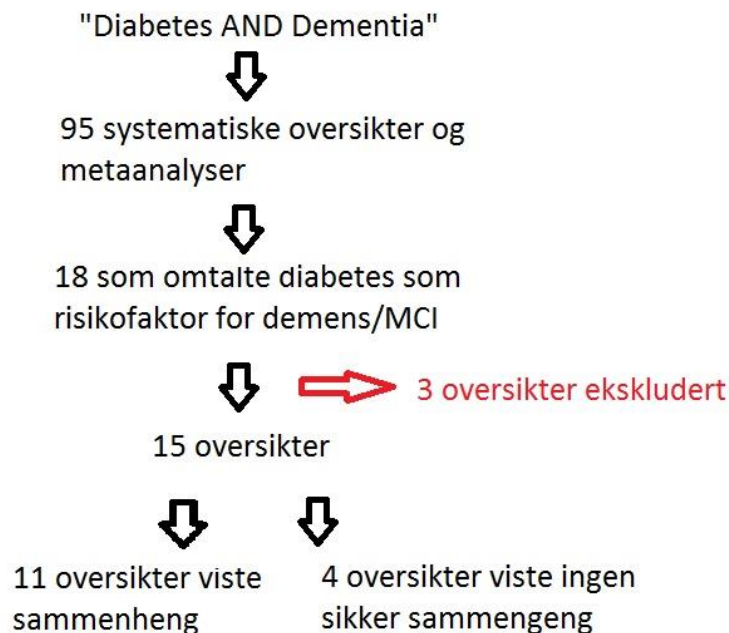 "Diabetes AND Dementia"
95 systematiske oversikter og
metaanalyser
18 som omtalte diabetes som
risikofaktor for demens/MCI
3 oversikter ekskludert
15 oversikter
11 oversikter viste
sammenheng
4 oversikter viste ingen
sikker sammengeng